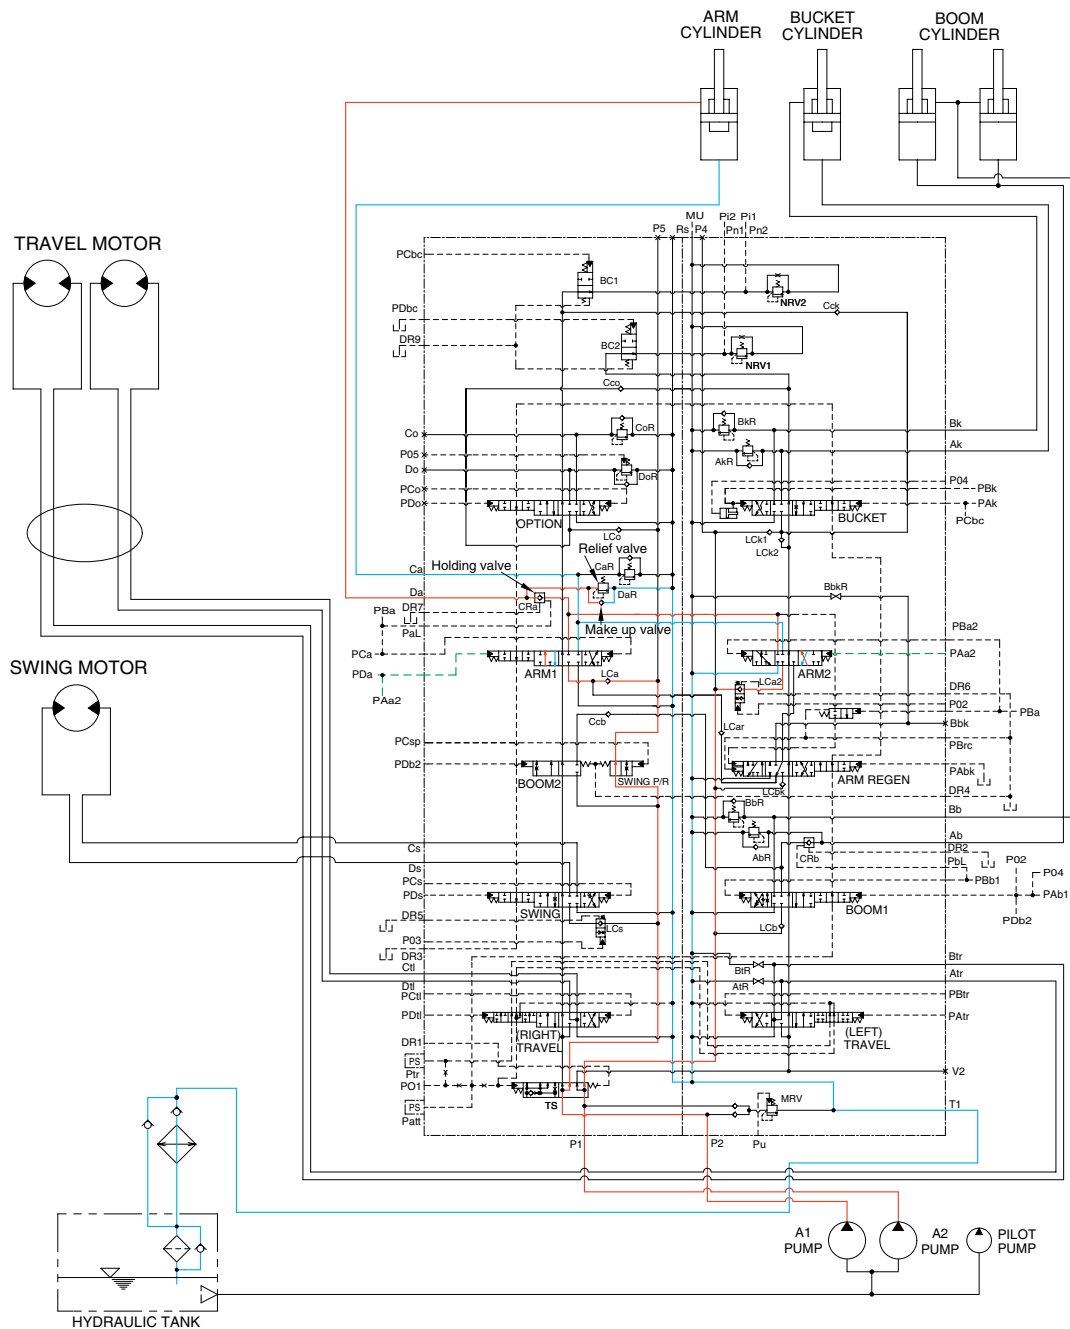 ARM
CYLINDER
BUCKET
CYLINDER
BOOM
CYLINDER
TRAVEL MOTOR
SWING MOTOR
P5
Rs
MU
P4
Pi2
Pn1
Pi1
Pn2
PCbc
BC1
NRV2
Cck
PDbc
DR9
BC2
NRV1
Cco
Co
CoR
BkR
Bk
AkR
Ak
P05
Do
DoR
PCo
PDo
OPTION
LCo
P04
PBk
PAk
PCbc
BUCKET
LCk1
LCk2
Relief valve
Holding valve
Ca
CaR
Da
DaR
CRa
Make up valve
BbkR
PBa
DR7
PaL
PCa
PDa
PAa2
ARM1
LCa
PBa2
PAa2
ARM2
LCa2
DR6
P02
PBa
Bbk
Ccb
LCar
PCsp
PDb2
BOOM2
SWING P/R
PBrc
PAbk
ARM REGEN
LCbk
DR4
BbR
Bb
AbR
Ab
CRb
DR2
PbL
P02
P04
PBb1
PAb1
PDb2
Cs
Ds
PCs
PDs
SWING
BOOM1
DR5
LCs
LCb
P03
DR3
Ctl
Dtl
PCtl
PDtl
(RIGHT)
TRAVEL
BtR
Btr
AtR
Atr
PBtr
PAtr
(LEFT)
TRAVEL
DR1
PS
Ptr
PO1
PS
Patt
TS
V2
MRV
T1
P1
P2
Pu
A1
PUMP
A2
PUMP
PILOT
PUMP
HYDRAULIC TANK